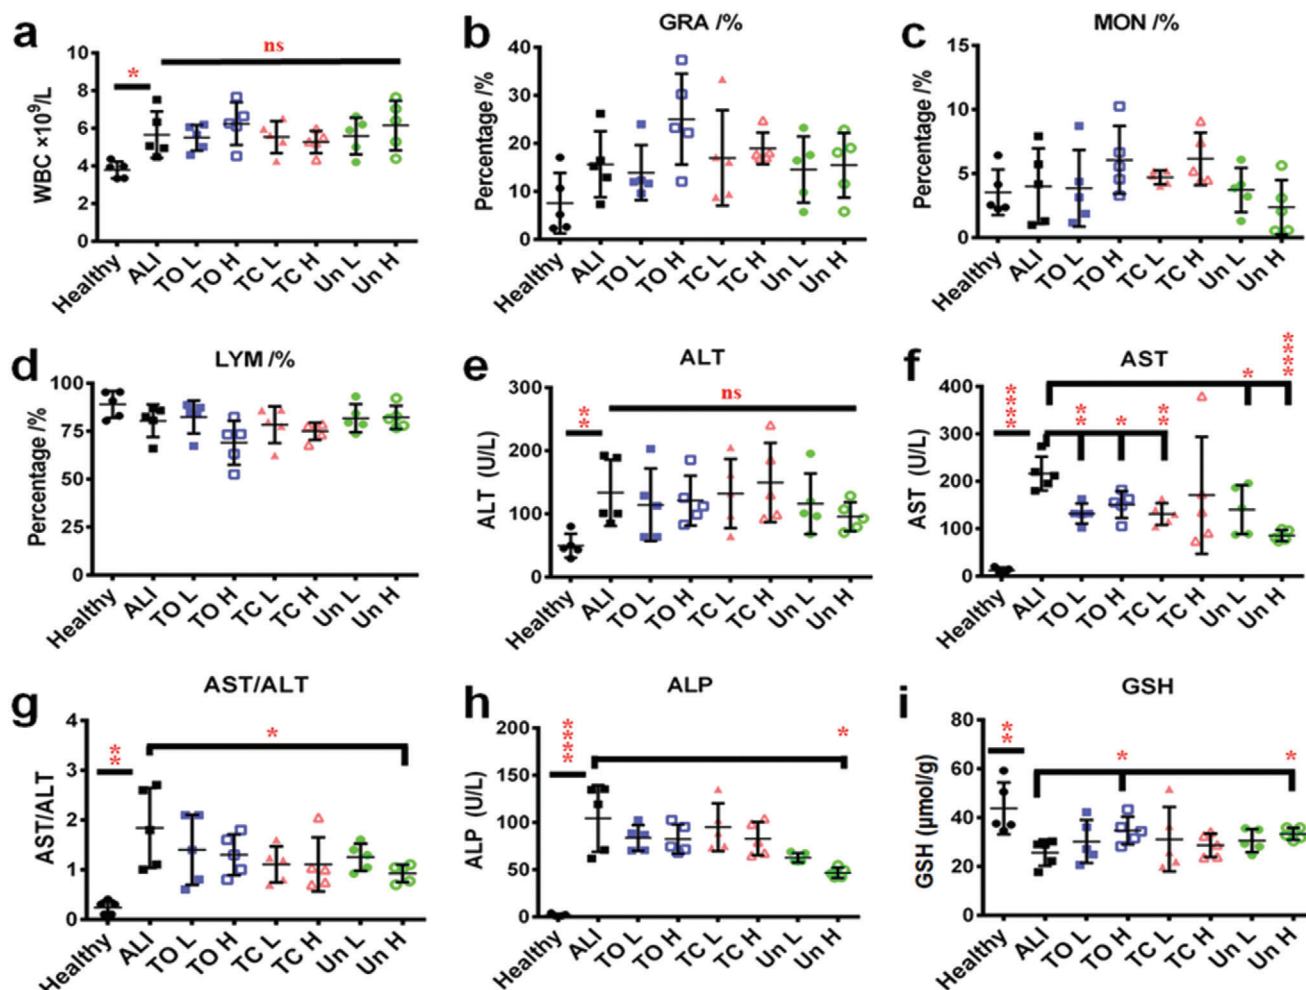 a
WBC ×10⁹/L
10
8
6
4
2
0
*
ns
Healthy
ALI
TO L
TO H
TC L
TC H
Un L
Un H
b
GRA /%
Percentage /%
40
30
20
10
0
Healthy
ALI
TO L
TO H
TC L
TC H
Un L
Un H
c
MON /%
Percentage /%
15
10
5
0
Healthy
ALI
TO L
TO H
TC L
TC H
Un L
Un H
d
LYM /%
Percentage /%
100
75
50
25
0
Healthy
ALI
TO L
TO H
TC L
TC H
Un L
Un H
e
ALT
ALT (U/L)
300
200
100
0
**
ns
Healthy
ALI
TO L
TO H
TC L
TC H
Un L
Un H
f
AST
AST (U/L)
400
300
200
100
0
****
**
*
**
*
****
Healthy
ALI
TO L
TO H
TC L
TC H
Un L
Un H
g
AST/ALT
AST/ALT
4
3
2
1
0
**
*
Healthy
ALI
TO L
TO H
TC L
TC H
Un L
Un H
h
ALP
ALP (U/L)
200
150
100
50
0
****
*
Healthy
ALI
TO L
TO H
TC L
TC H
Un L
Un H
i
GSH
GSH (µmol/g)
80
60
40
20
0
**
*
*
Healthy
ALI
TO L
TO H
TC L
TC H
Un L
Un H